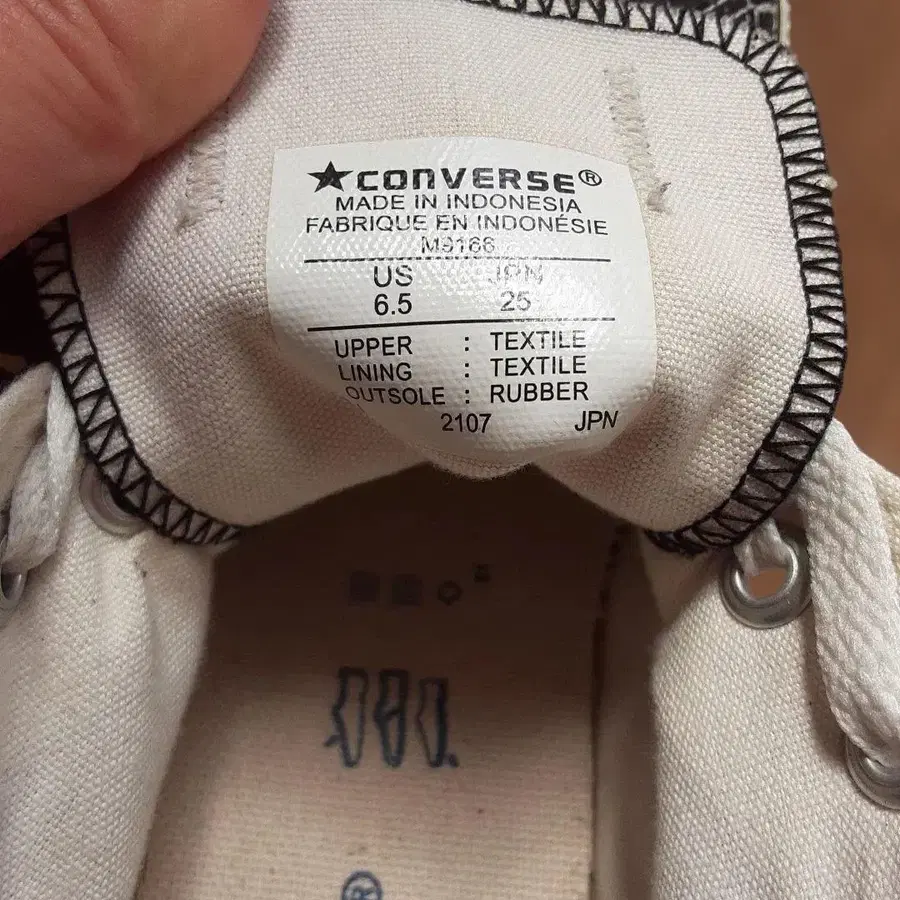 ★CONVERSE®
MADE IN INDONESIA
FABRIQUE EN INDONÉSIE
M9166
US JPN
6.5 25
UPPER : TEXTILE
LINING : TEXTILE
OUTSOLE : RUBBER
2107 JPN
®